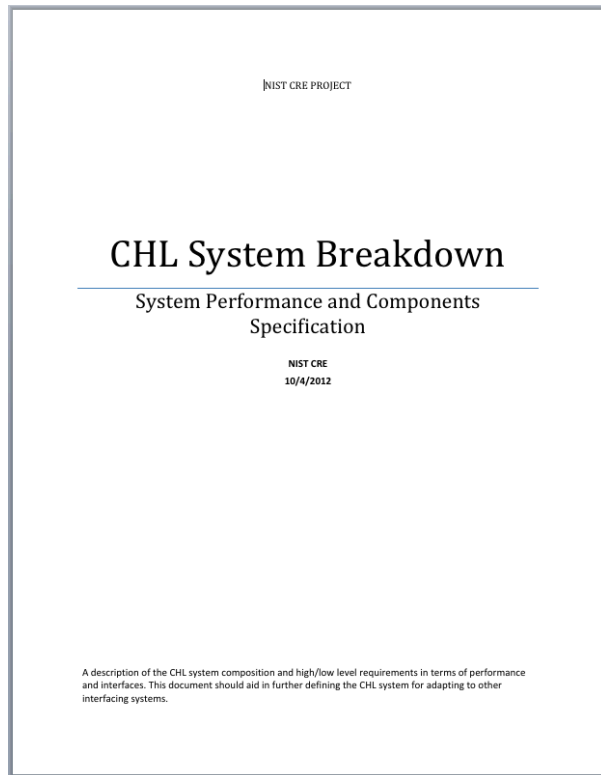 NIST CRE PROJECT
CHL System Breakdown
System Performance and Components
Specification
NIST CRE
10/4/2012
A description of the CHL system composition and high/low level requirements in terms of performance
and interfaces. This document should aid in further defining the CHL system for adapting to other
interfacing systems.